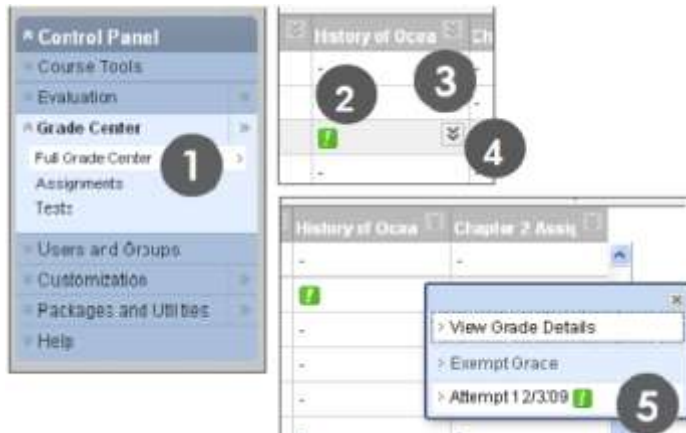 Control Panel
Course Tools
Evaluation
Grade Center
Full Grade Center
Assignments
Tests
Users and Groups
Customization
Packages and Utilities
Help
1
History of Ocea Ch
-
2
3
!
4
-
History of Ocea Chapter 2 Assig
- -
!
-
-
-
-
View Grade Details
Exempt Grace
Attempt 12/3/09 !
5